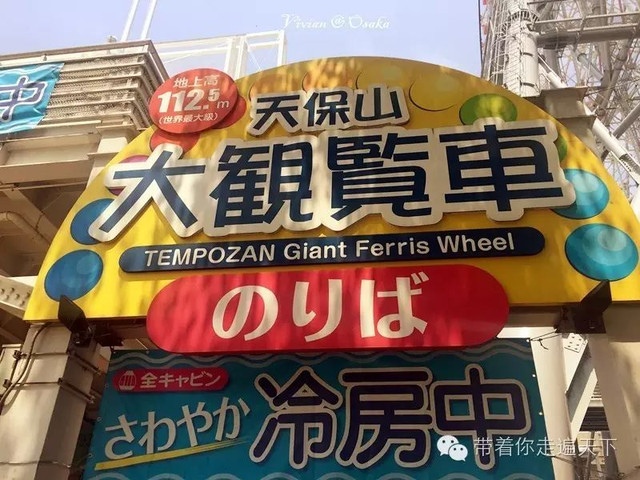 Vivian@Osaka
中
地上高
112.5m
(世界最大級)
天保山
大観覧車
TEMPOZAN Giant Ferris Wheel
のりば
全キャビン
さわやか
冷房中
带着你走遍天下